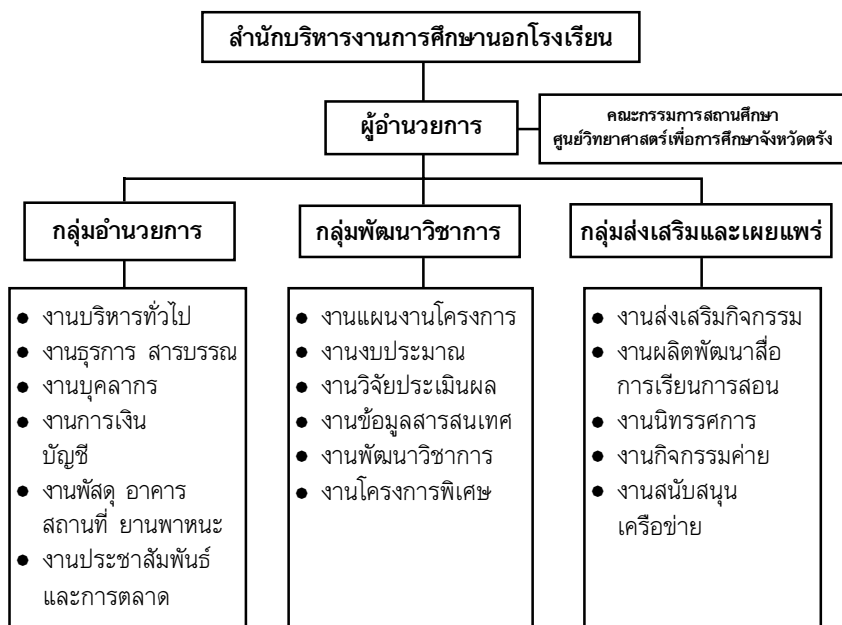 สำนักบริหารงานการศึกษานอกโรงเรียน
ผู้อำนวยการ
คณะกรรมการสถานศึกษา
ศูนย์วิทยาศาสตร์เพื่อการศึกษาจังหวัดตรัง
กลุ่มอำนวยการ
● งานบริหารทั่วไป
● งานธุรการ สารบรรณ
● งานบุคลากร
● งานการเงิน
บัญชี
● งานพัสดุ อาคาร
สถานที่ ยานพาหนะ
● งานประชาสัมพันธ์
และการตลาด
กลุ่มพัฒนาวิชาการ
● งานแผนงานโครงการ
● งานงบประมาณ
● งานวิจัยประเมินผล
● งานข้อมูลสารสนเทศ
● งานพัฒนาวิชาการ
● งานโครงการพิเศษ
กลุ่มส่งเสริมและเผยแพร่
● งานส่งเสริมกิจกรรม
● งานผลิตพัฒนาสื่อ
การเรียนการสอน
● งานนิทรรศการ
● งานกิจกรรมค่าย
● งานสนับสนุน
เครือข่าย